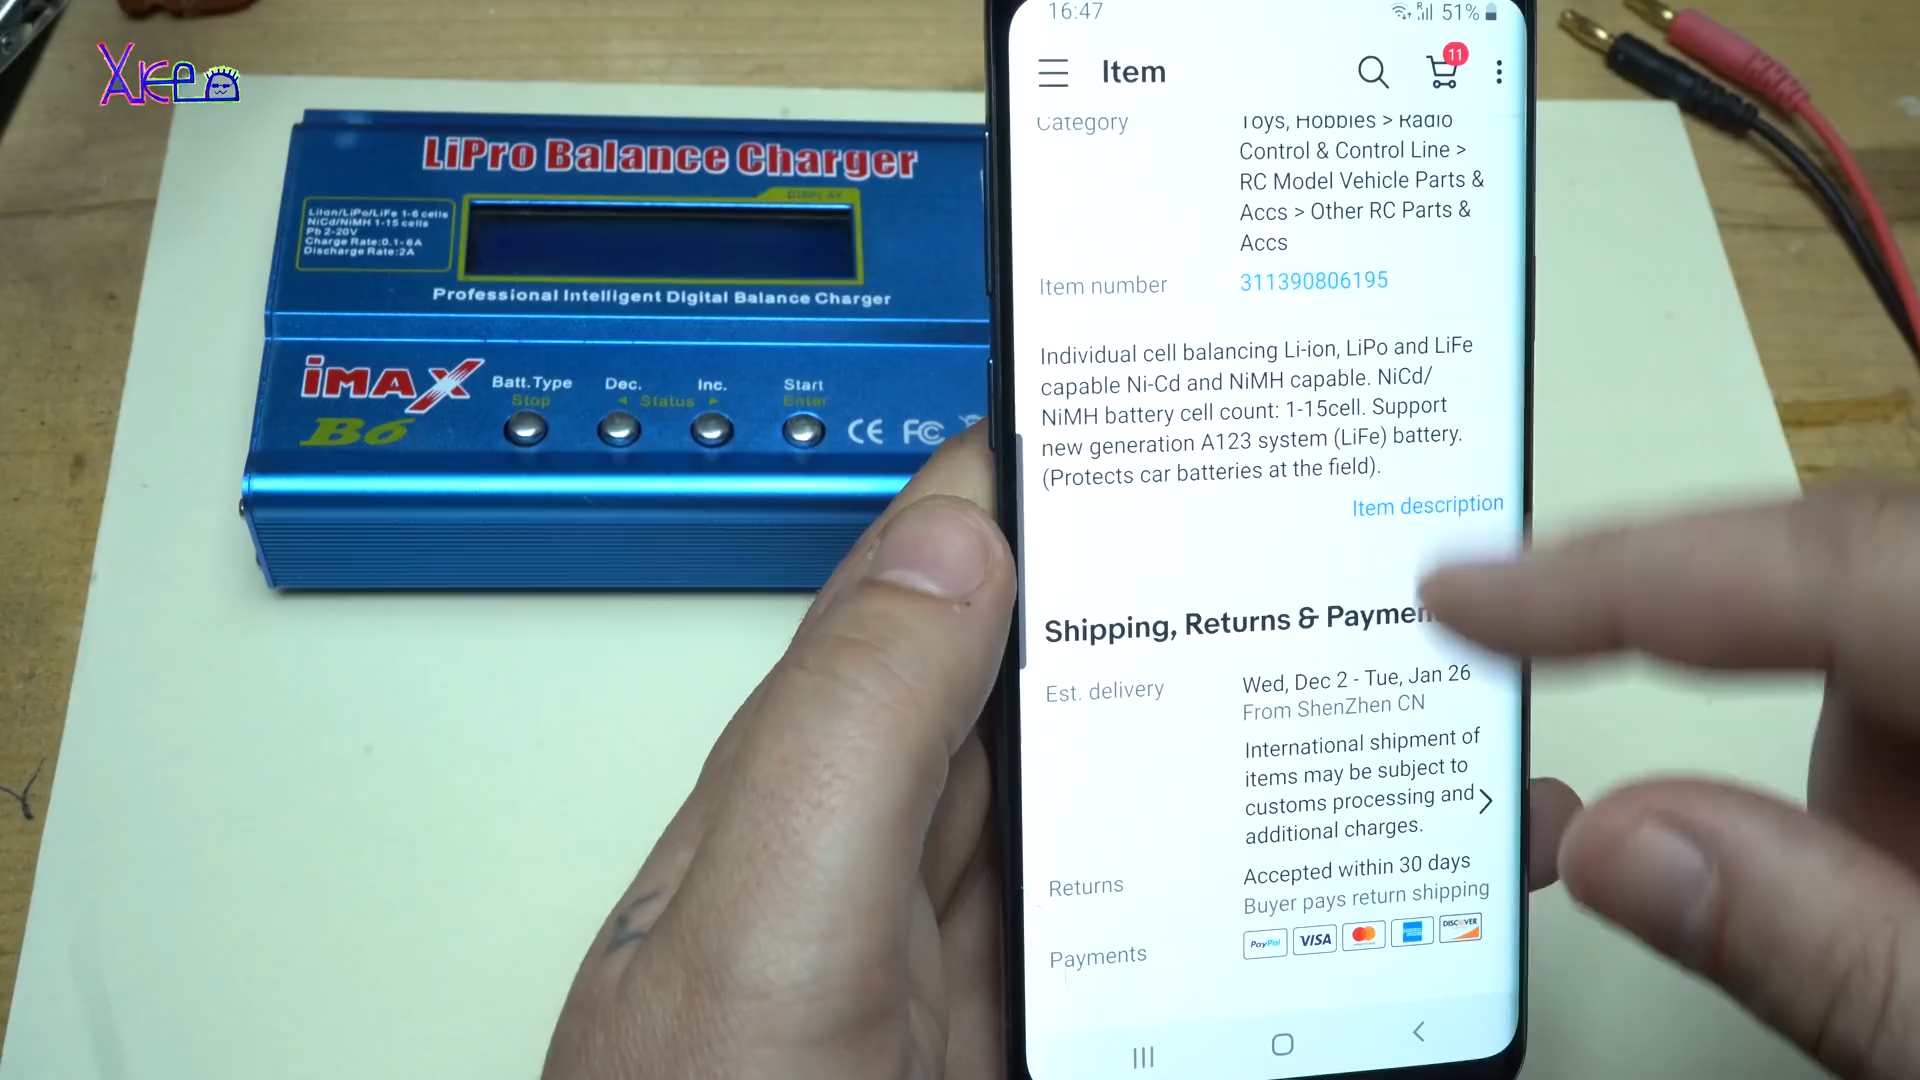 XKED
LiPro Balance Charger
DISPLAY
LiIon/LiPo/LiFe 1-6 cells
NiCd/NiMH 1-15 cells
Pb 2-20V
Charge Rate:0.1-6A
Discharge Rate:2A
Professional Intelligent Digital Balance Charger
iMAX
B6
Batt.Type
Stop
Dec.
Inc.
◄ Status ►
Start
Enter
CE FC
16:47
R 51%
Item
11
Category
Toys, Hobbies > Radio
Control & Control Line >
RC Model Vehicle Parts &
Accs > Other RC Parts &
Accs
Item number
311390806195
Individual cell balancing Li-ion, LiPo and LiFe
capable Ni-Cd and NiMH capable. NiCd/
NiMH battery cell count: 1-15cell. Support
new generation A123 system (LiFe) battery.
(Protects car batteries at the field).
Item description
Shipping, Returns & Paymen
Est. delivery
Wed, Dec 2 - Tue, Jan 26
From ShenZhen CN
International shipment of
items may be subject to
customs processing and
additional charges.
Returns
Accepted within 30 days
Buyer pays return shipping
Payments
PayPal VISA DISCOVER